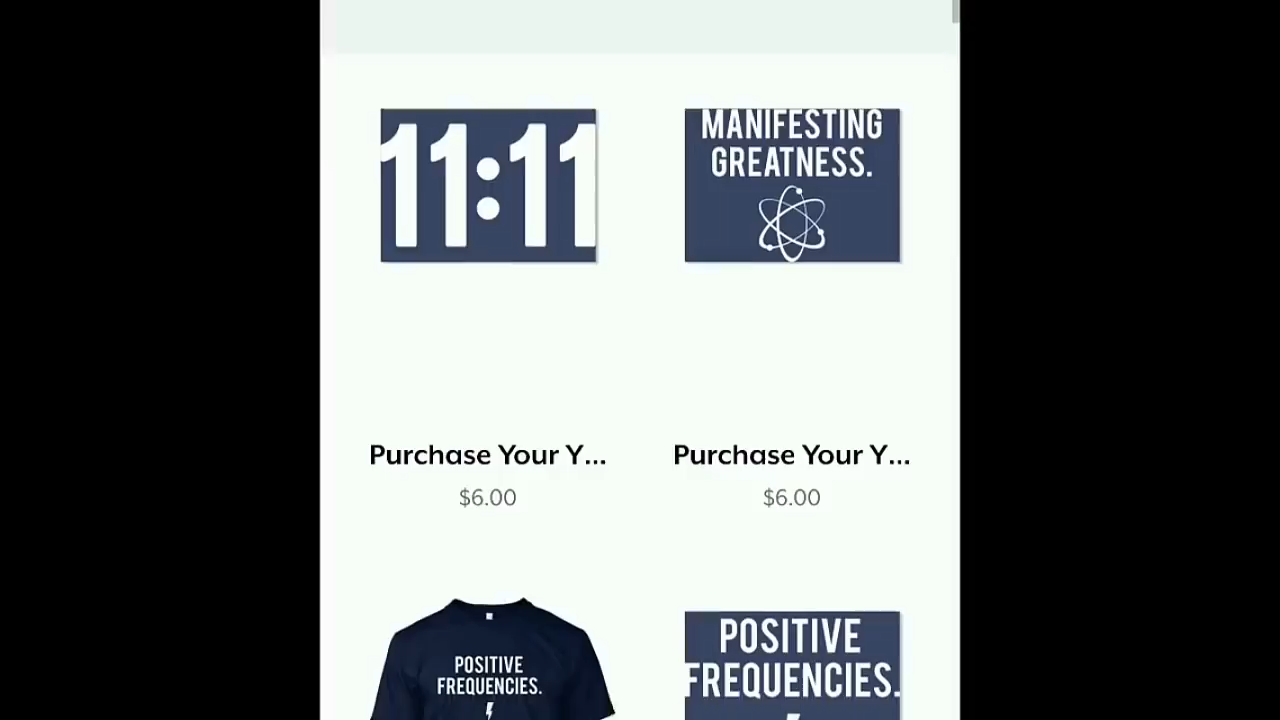 11:11
MANIFESTING
GREATNESS.
Purchase Your Y...
Purchase Your Y...
$6.00
$6.00
POSITIVE
FREQUENCIES.
POSITIVE
FREQUENCIES.